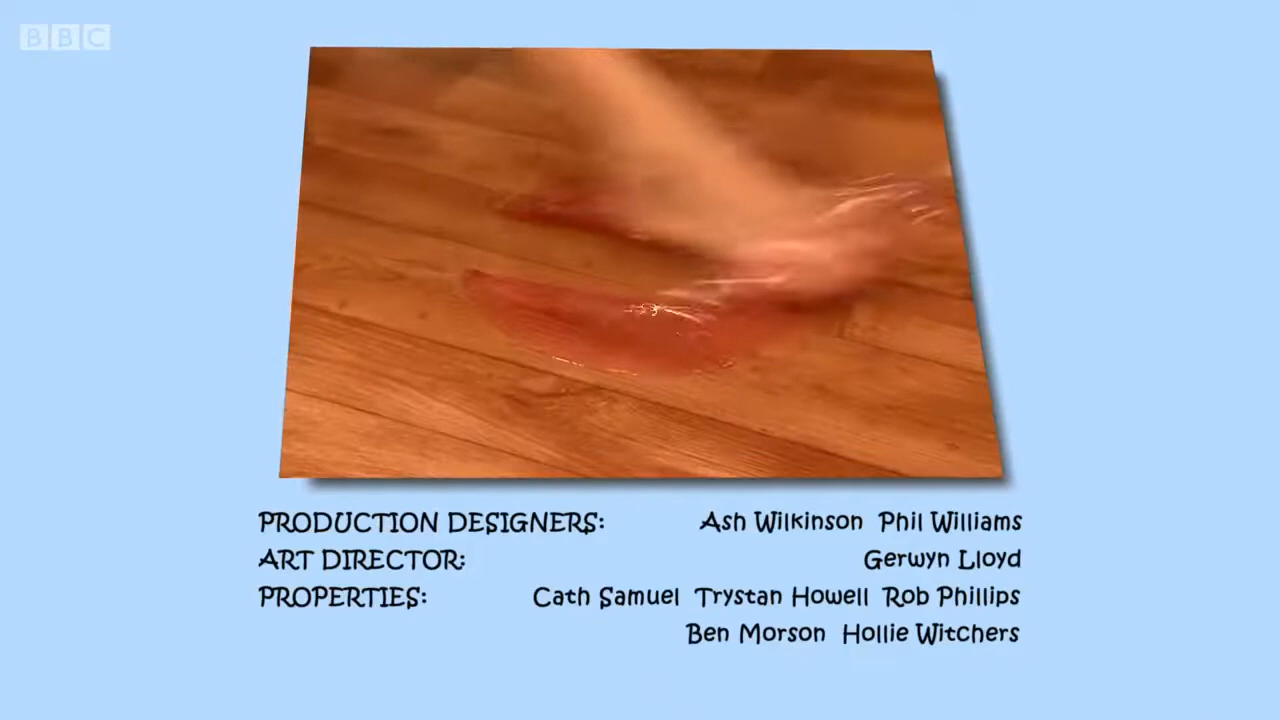 BBC
PRODUCTION DESIGNERS: Ash Wilkinson Phil Williams
ART DIRECTOR: Gerwyn Lloyd
PROPERTIES: Cath Samuel Trystan Howell Rob Phillips
Ben Morson Hollie Witchers